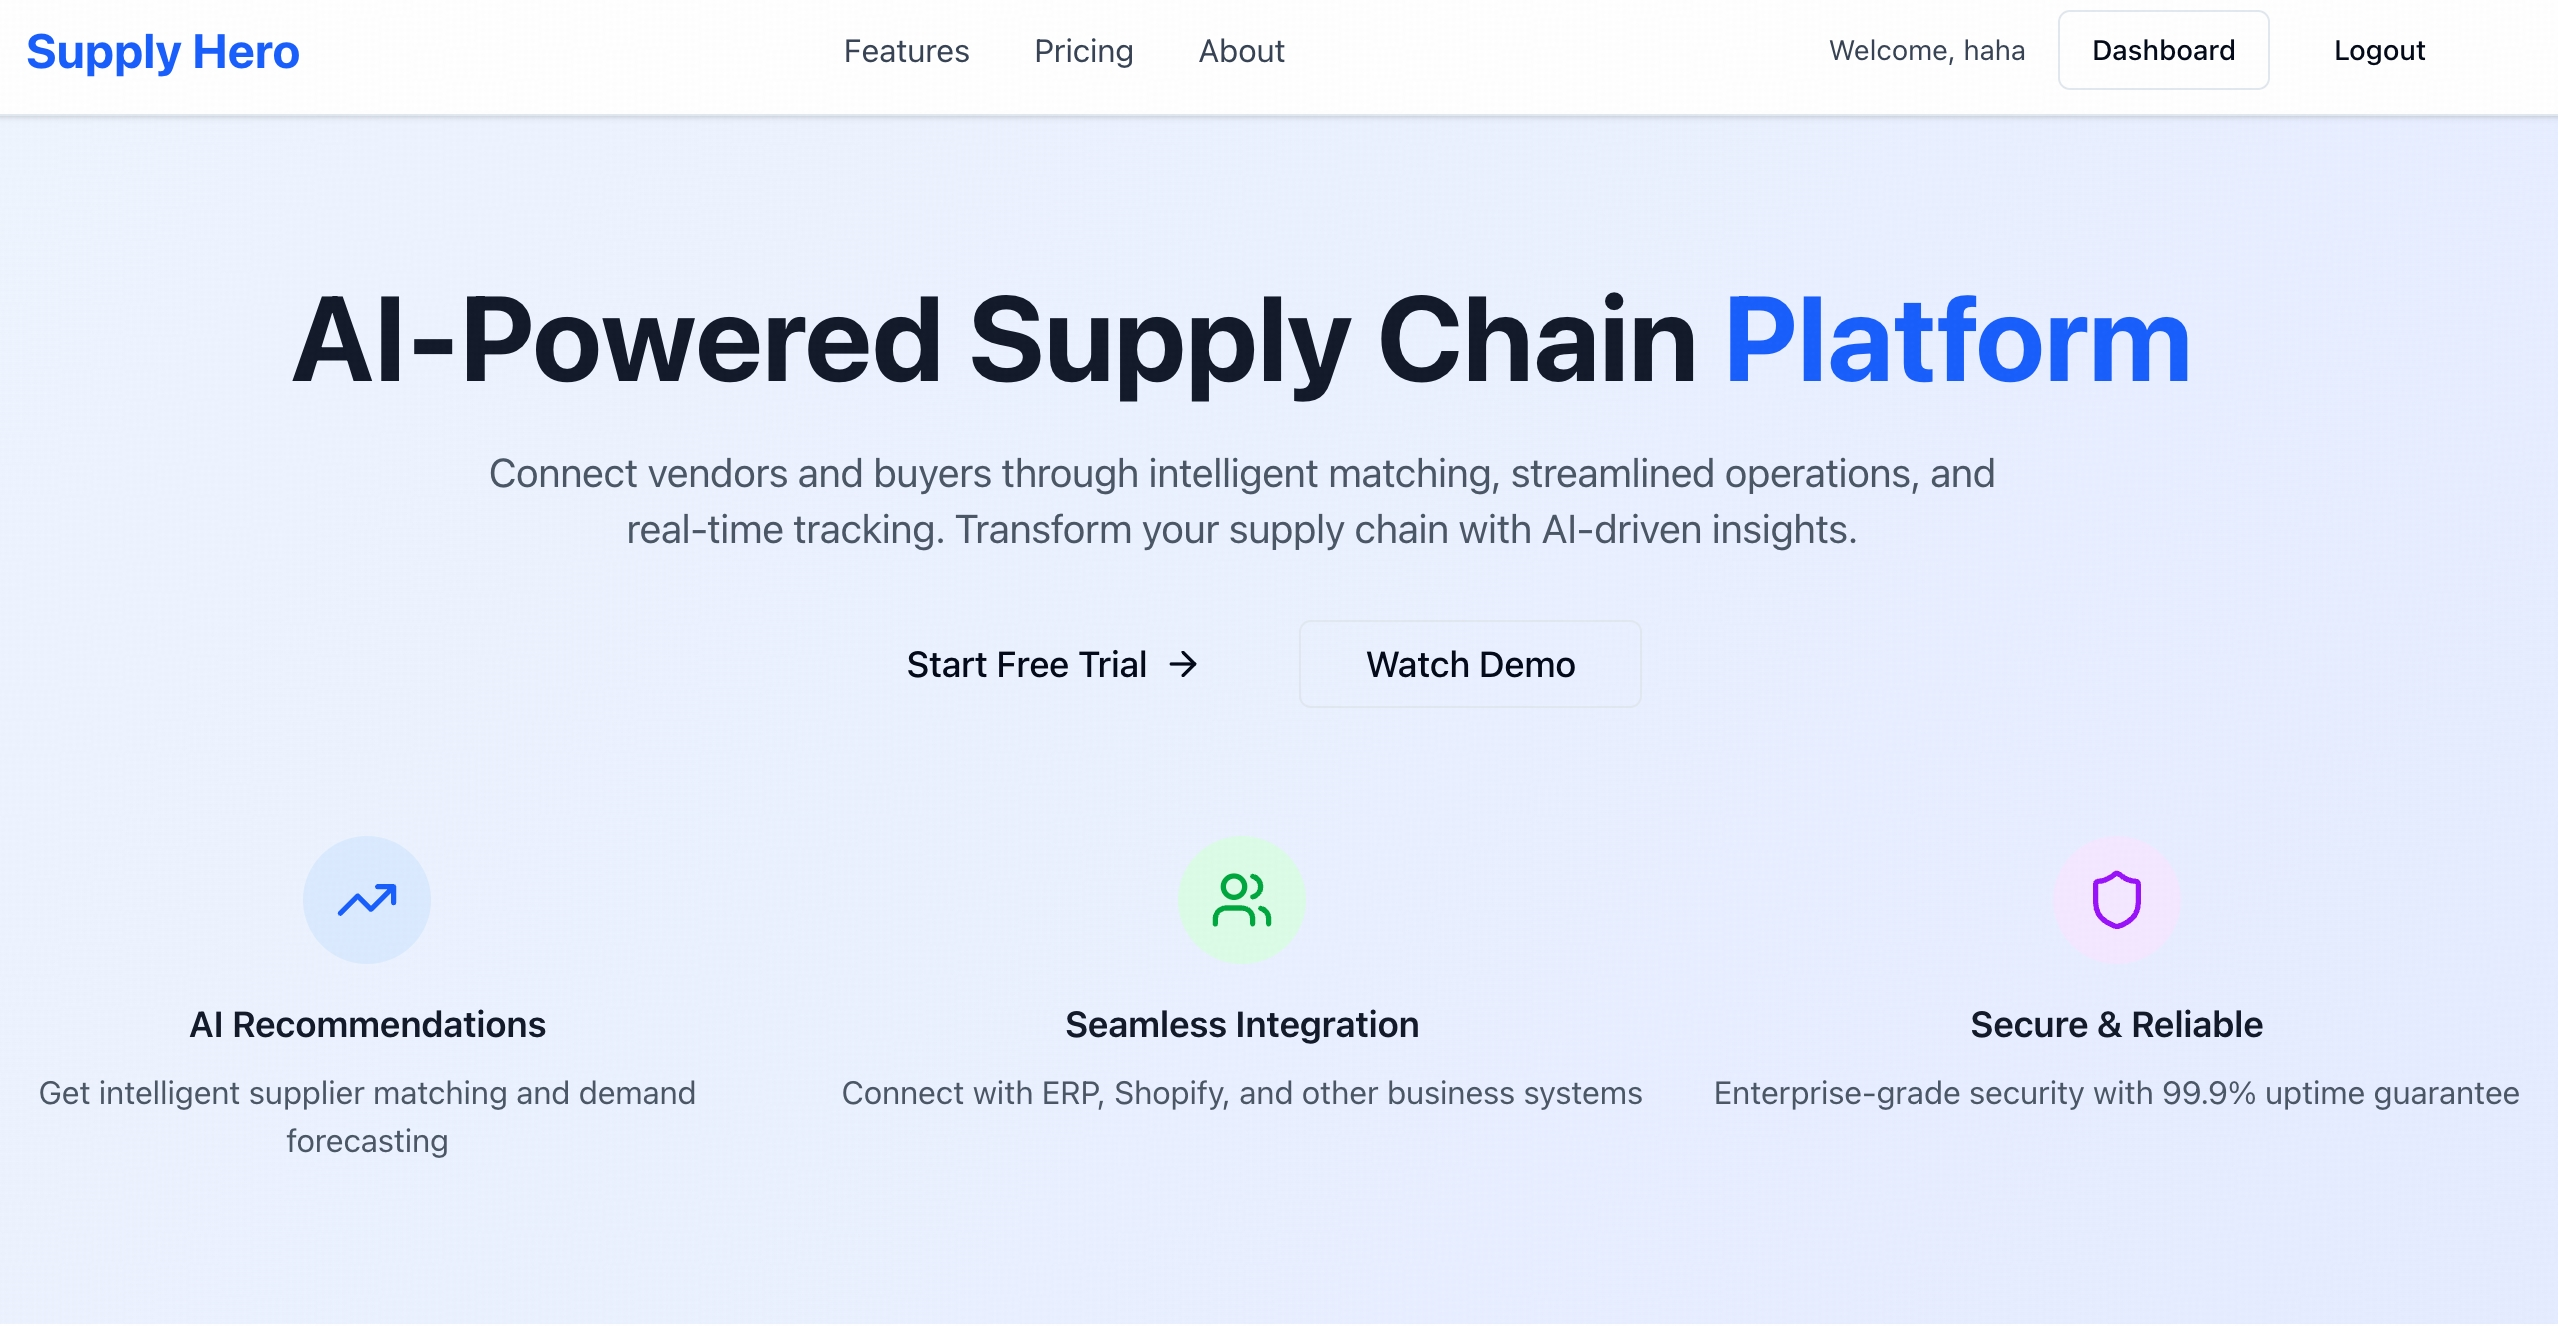 Supply Hero
Features
Pricing
About
Welcome, haha
Dashboard
Logout
AI-Powered Supply Chain Platform
Connect vendors and buyers through intelligent matching, streamlined operations, and
real-time tracking. Transform your supply chain with AI-driven insights.
Start Free Trial →
Watch Demo
AI Recommendations
Get intelligent supplier matching and demand
forecasting
Seamless Integration
Connect with ERP, Shopify, and other business systems
Secure & Reliable
Enterprise-grade security with 99.9% uptime guarantee